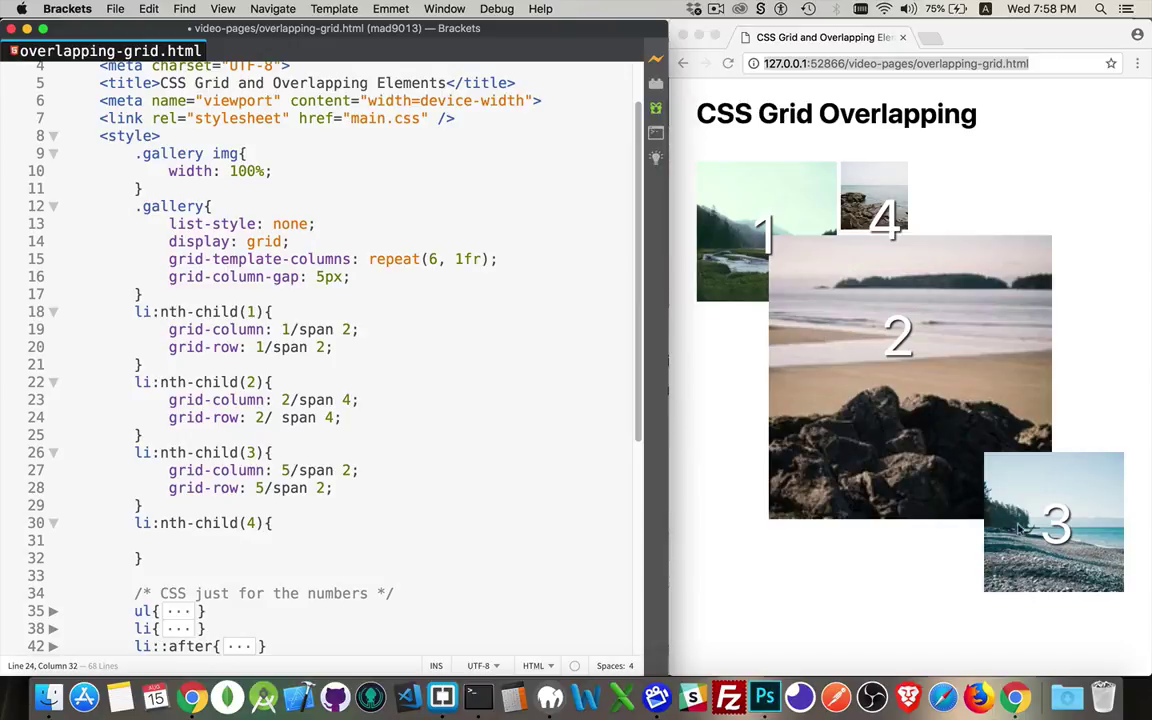 Brackets File Edit Find View Navigate Template Emmet Window Debug Help
75% A Wed 7:58 PM
• video-pages/overlapping-grid.html (mad9013) — Brackets
overlapping-grid.html
4 <meta charset="UTF-8">
5 <title>CSS Grid and Overlapping Elements</title>
6 <meta name="viewport" content="width=device-width">
7 <link rel="stylesheet" href="main.css" />
8 <style>
9 .gallery img{
10 width: 100%;
11 }
12 .gallery{
13 list-style: none;
14 display: grid;
15 grid-template-columns: repeat(6, 1fr);
16 grid-column-gap: 5px;
17 }
18 li:nth-child(1){
19 grid-column: 1/span 2;
20 grid-row: 1/span 2;
21 }
22 li:nth-child(2){
23 grid-column: 2/span 4;
24 grid-row: 2/ span 4;
25 }
26 li:nth-child(3){
27 grid-column: 5/span 2;
28 grid-row: 5/span 2;
29 }
30 li:nth-child(4){
31
32 }
33
34 /* CSS just for the numbers */
35 ul{ ··· }
38 li{ ··· }
42 li::after{ ··· }
Line 24, Column 32 — 68 Lines
INS UTF-8 HTML Spaces: 4
CSS Grid and Overlapping Ele
127.0.0.1:52866/video-pages/overlapping-grid.html
CSS Grid Overlapping
1
4
2
3
AUG
15